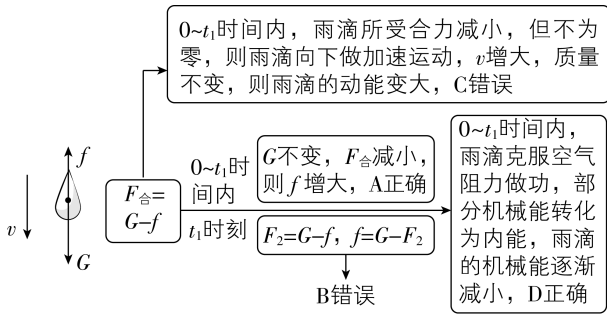 0~t₁时间内，雨滴所受合力减小，但不为
零，则雨滴向下做加速运动，v增大，质量
不变，则雨滴的动能变大，C错误
f
v
G
F合=
G-f
0~t₁时
间内
t₁时刻
G不变，F合减小，
则f增大，A正确
F₂=G-f，f=G-F₂
B错误
0~t₁时间内，
雨滴克服空气
阻力做功，部
分机械能转化
为内能，雨滴
的机械能逐渐
减小，D正确